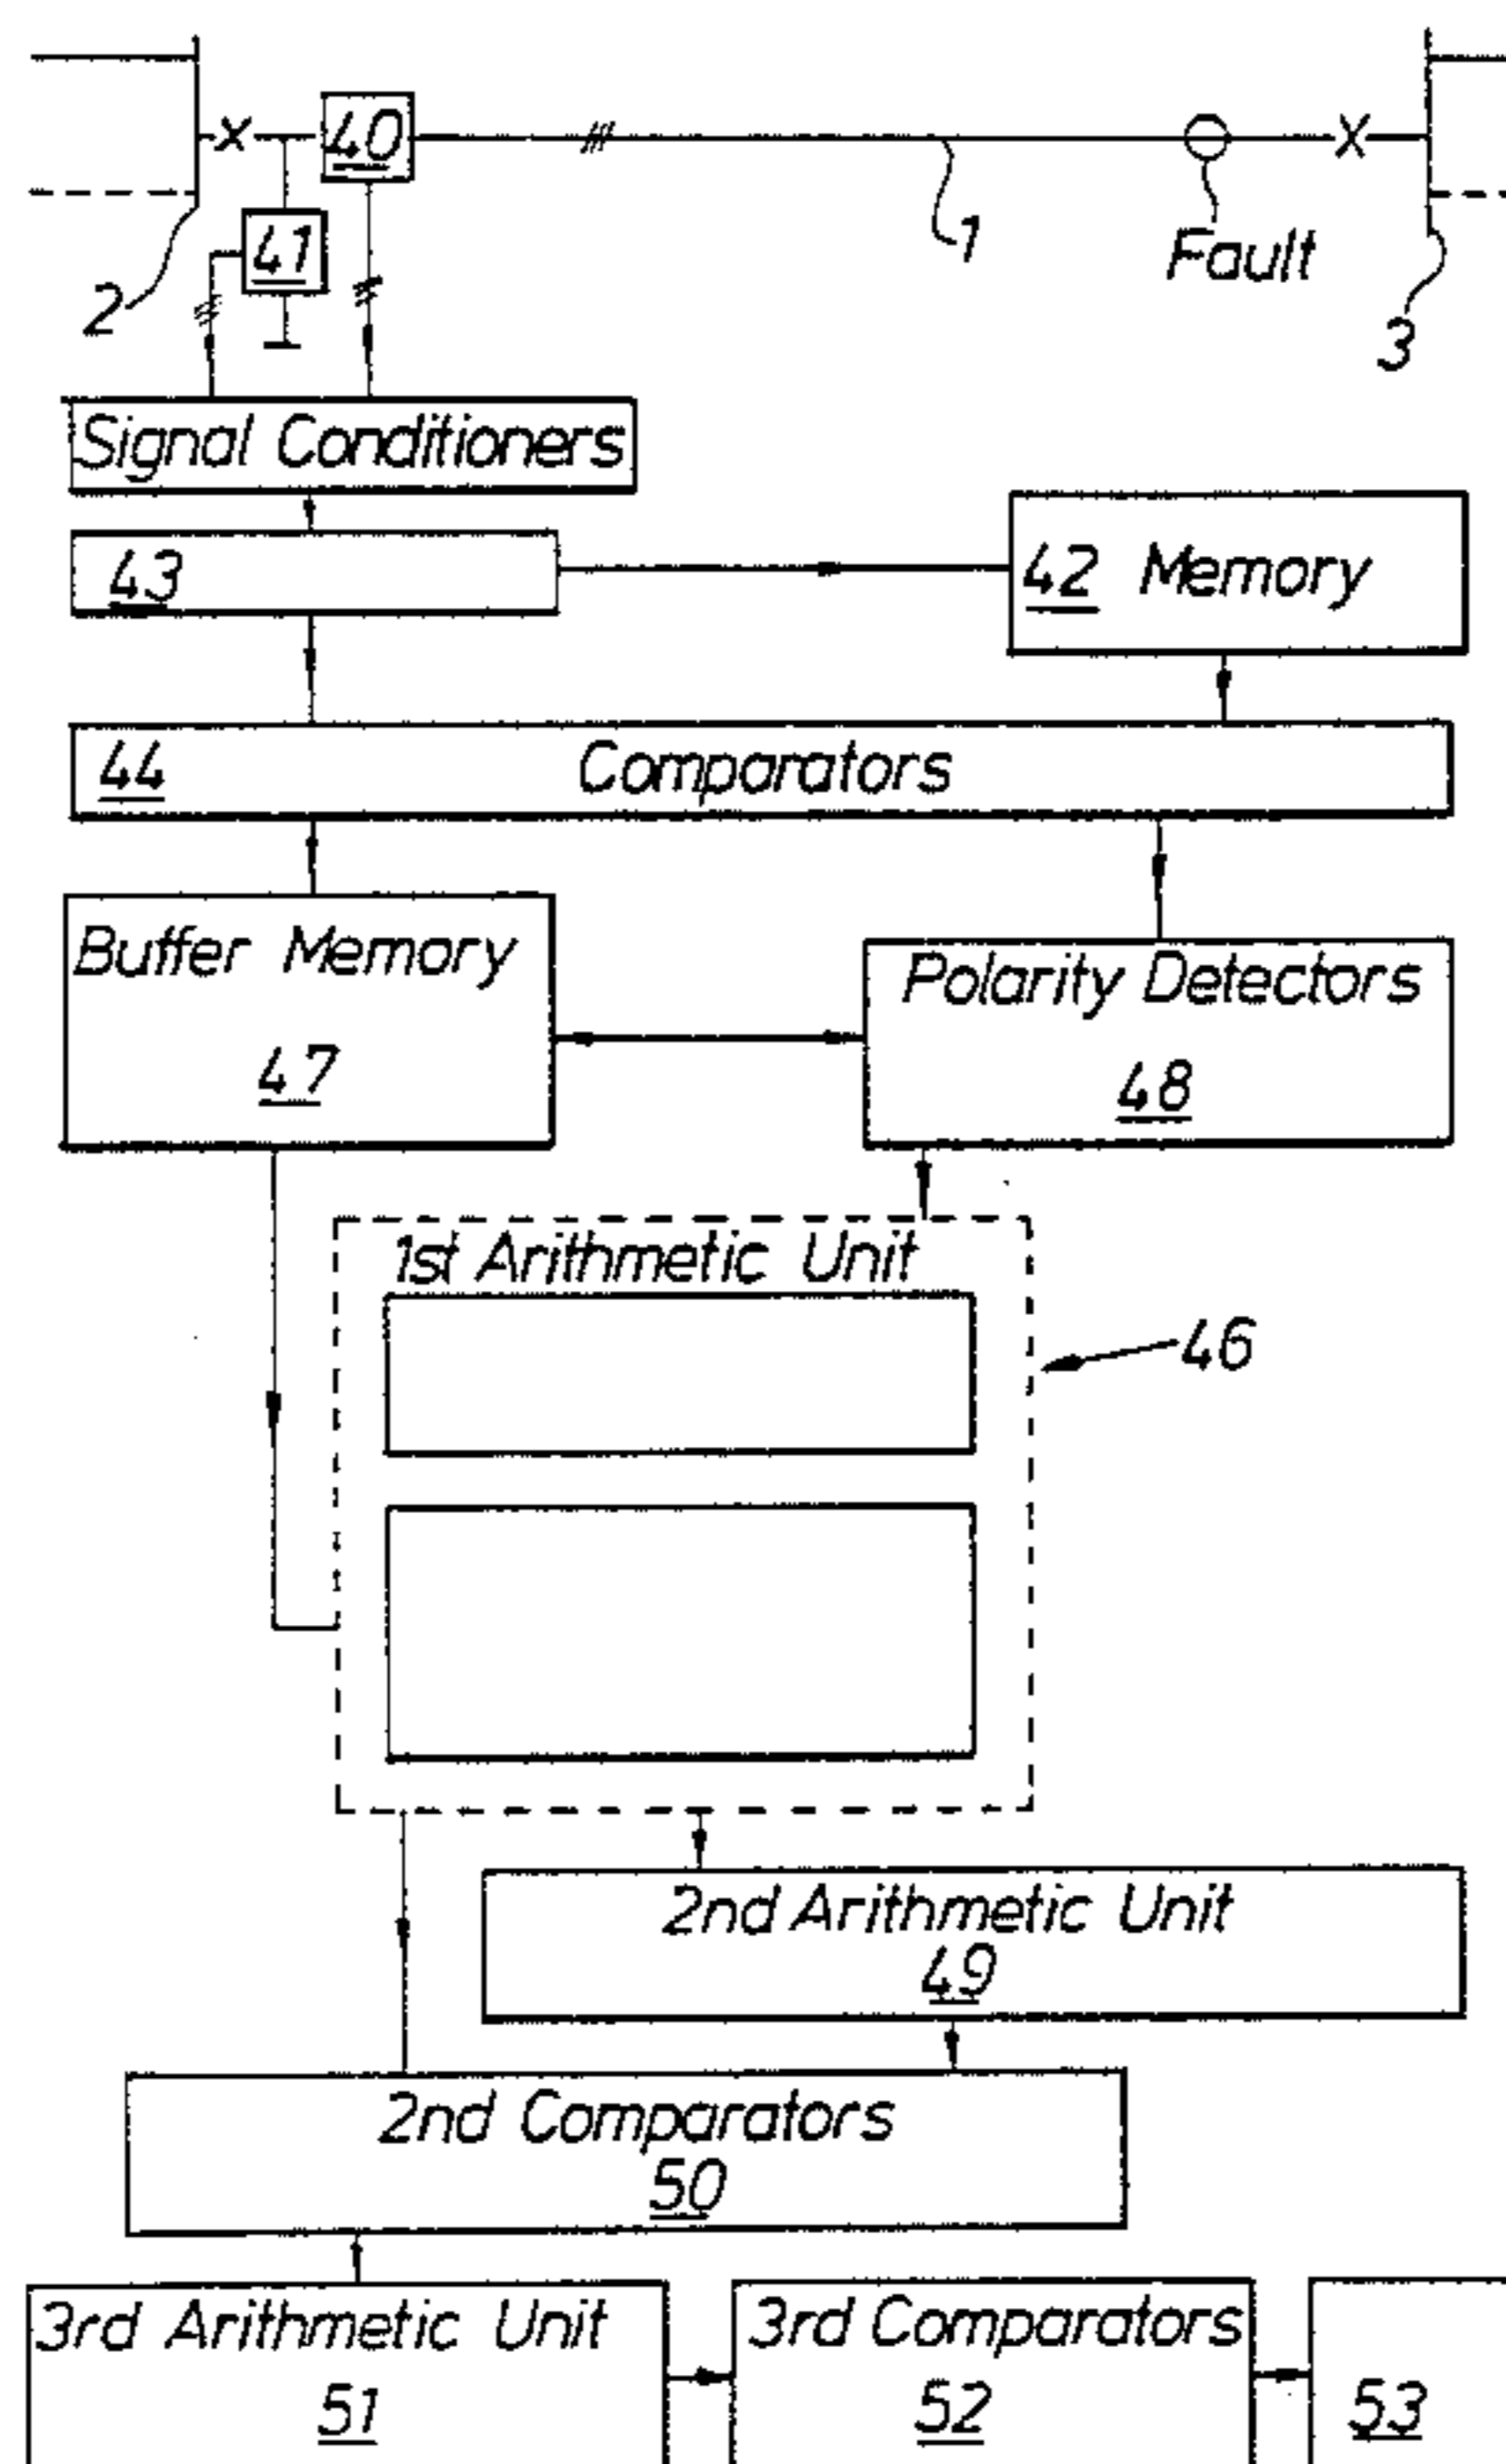 40
41
1
Fault
2
3
Signal Conditioners
43
42 Memory
44 Comparators
Buffer Memory
47
Polarity Detectors
48
1st Arithmetic Unit
46
2nd Arithmetic Unit
49
2nd Comparators
50
3rd Arithmetic Unit
51
3rd Comparators
52
53